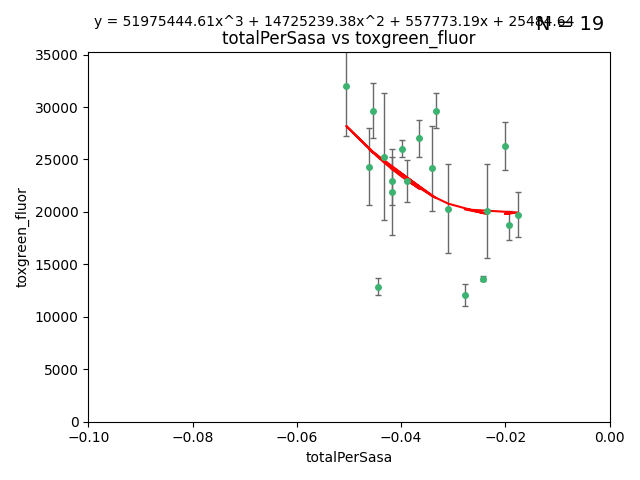 y = 51975444.61x^3 + 14725239.38x^2 + 557773.19x + 25484.64
N = 19
totalPerSasa vs toxgreen_fluor
35000
30000
25000
20000
15000
10000
5000
0
toxgreen_fluor
−0.10 −0.08 −0.06 −0.04 −0.02 0.00
totalPerSasa